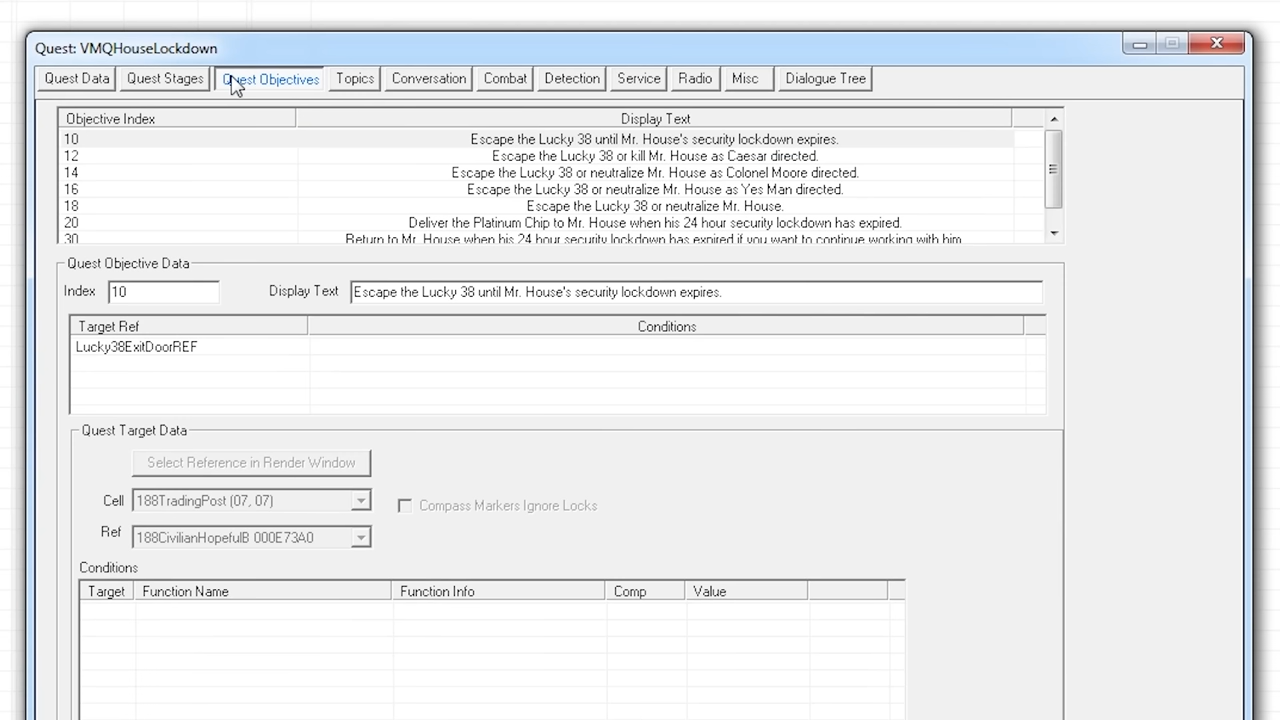 Quest: VMQHouseLockdown
Quest Data Quest Stages Quest Objectives Topics Conversation Combat Detection Service Radio Misc Dialogue Tree
Objective Index Display Text
10 Escape the Lucky 38 until Mr. House's security lockdown expires.
12 Escape the Lucky 38 or kill Mr. House as Caesar directed.
14 Escape the Lucky 38 or neutralize Mr. House as Colonel Moore directed.
16 Escape the Lucky 38 or neutralize Mr. House as Yes Man directed.
18 Escape the Lucky 38 or neutralize Mr. House.
20 Deliver the Platinum Chip to Mr. House when his 24 hour security lockdown has expired.
30 Return to Mr. House when his 24 hour security lockdown has expired if you want to continue working with him
Quest Objective Data
Index 10 Display Text Escape the Lucky 38 until Mr. House's security lockdown expires.
Target Ref Conditions
Lucky38ExitDoorREF
Quest Target Data
Select Reference in Render Window
Cell 188TradingPost (07, 07) Compass Markers Ignore Locks
Ref 188CivilianHopefulB 000E73A0
Conditions
Target Function Name Function Info Comp Value